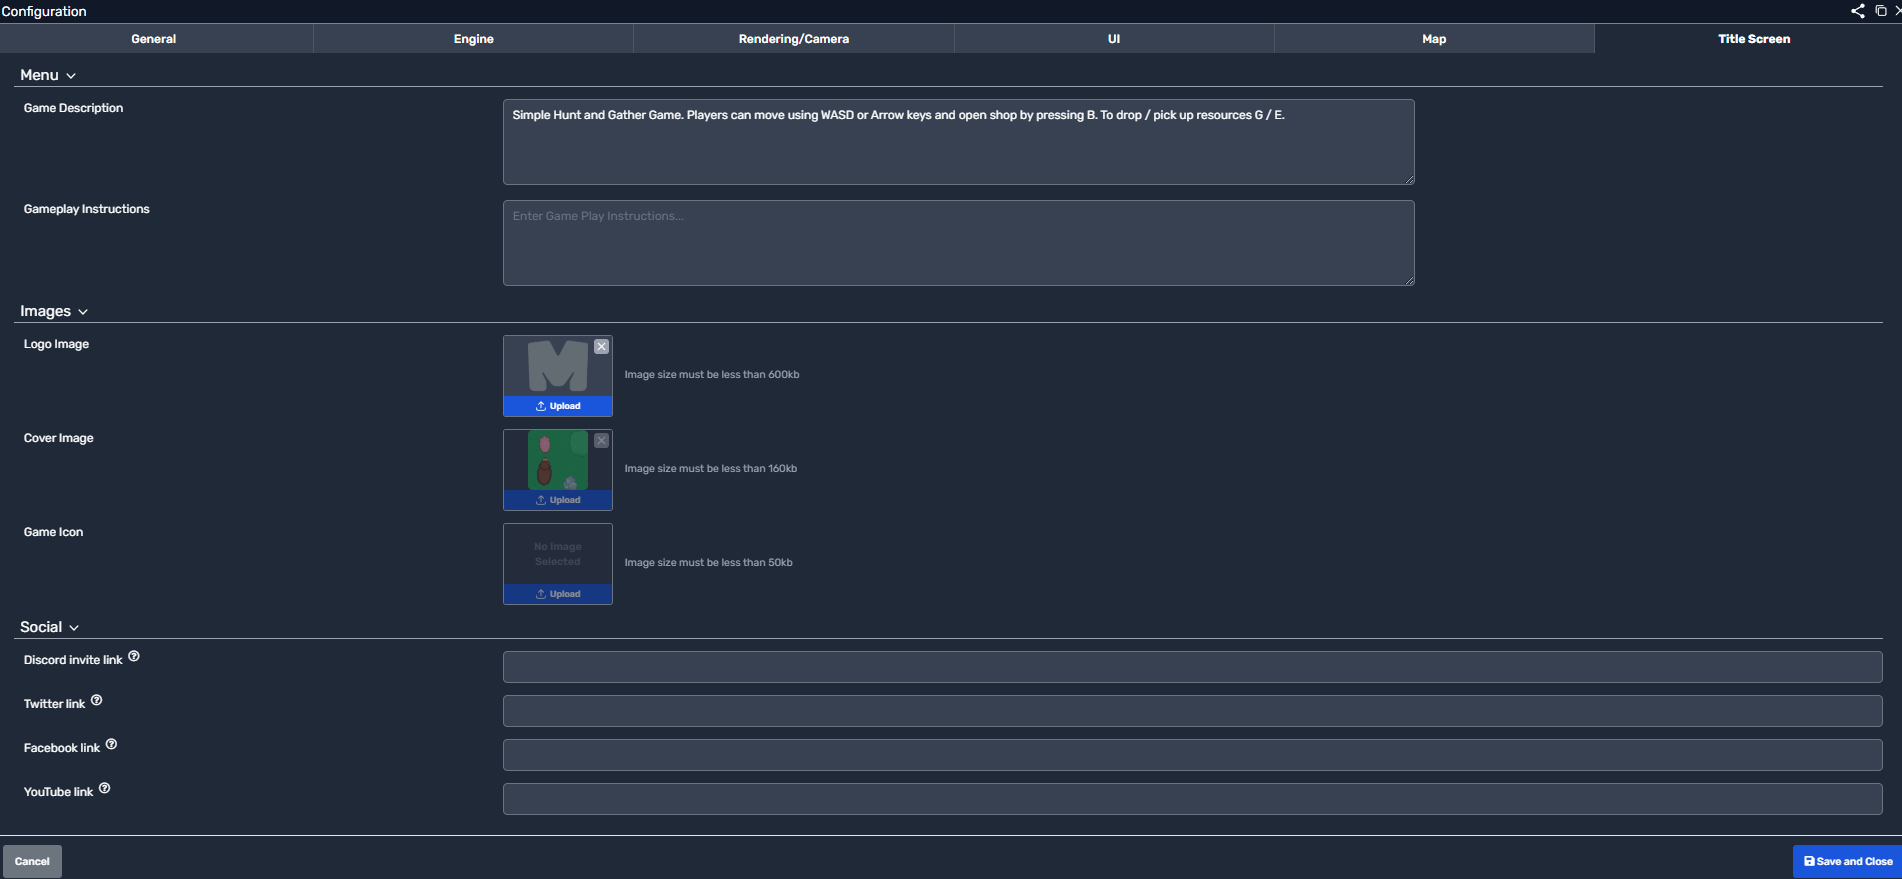 Configuration
General
Engine
Rendering/Camera
UI
Map
Title Screen
Menu
Game Description
Simple Hunt and Gather Game. Players can move using WASD or Arrow keys and open shop by pressing B. To drop / pick up resources G / E.
Gameplay Instructions
Enter Game Play Instructions...
Images
Logo Image
M
Upload
Image size must be less than 600kb
Cover Image
Upload
Image size must be less than 160kb
Game Icon
No Image
Selected
Upload
Image size must be less than 50kb
Social
Discord invite link
Twitter link
Facebook link
YouTube link
Cancel
Save and Close